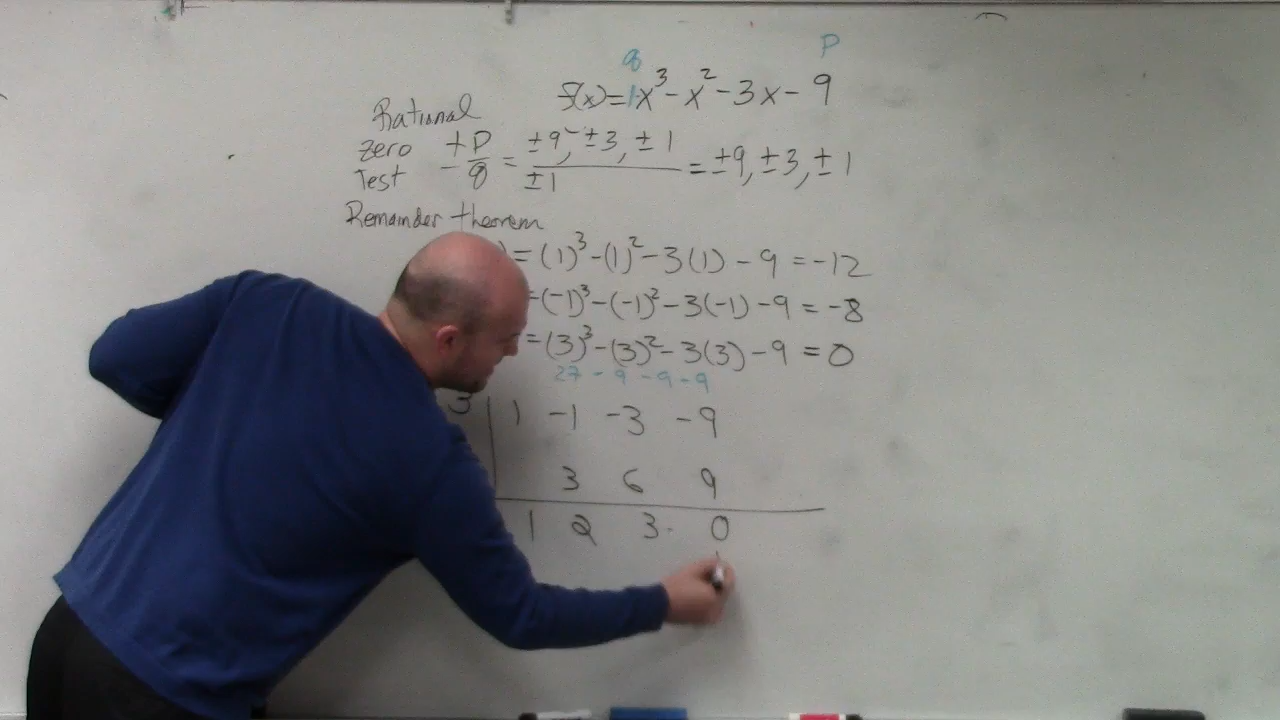 q P
f(x)=1x³-x²-3x-9
Rational
zero ±P/q = ±9, ±3, ±1 / ±1 = ±9, ±3, ±1
Test
Remainder theorem
)=(1)³-(1)²-3(1)-9=-12
=(-1)³-(-1)²-3(-1)-9=-8
=(3)³-(3)²-3(3)-9=0
27-9-9-9
3 | 1 -1 -3 -9
3 6 9
1 2 3 0